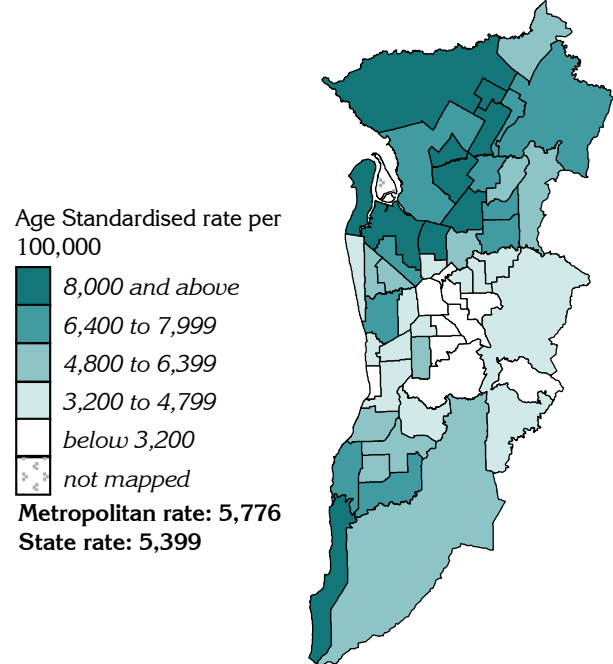 Age Standardised rate per
100,000
8,000 and above
6,400 to 7,999
4,800 to 6,399
3,200 to 4,799
below 3,200
not mapped
Metropolitan rate: 5,776
State rate: 5,399